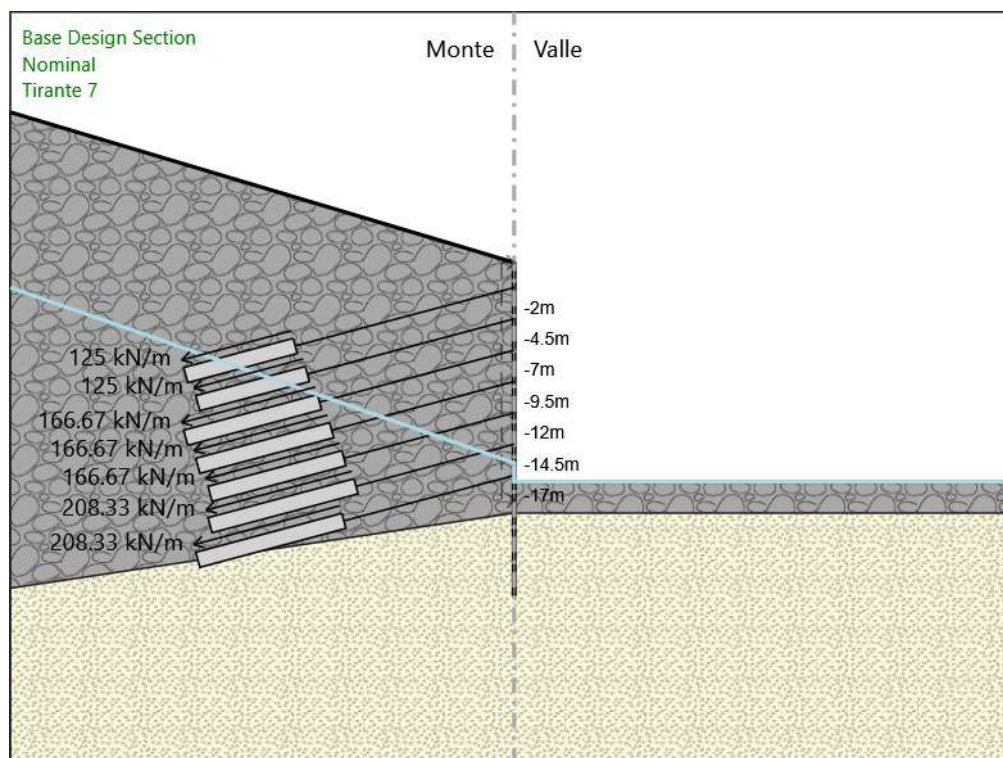 Base Design Section
Nominal
Tirante 7
Monte
Valle
-2m
-4.5m
-7m
-9.5m
-12m
-14.5m
-17m
125 kN/m
125 kN/m
166.67 kN/m
166.67 kN/m
166.67 kN/m
208.33 kN/m
208.33 kN/m